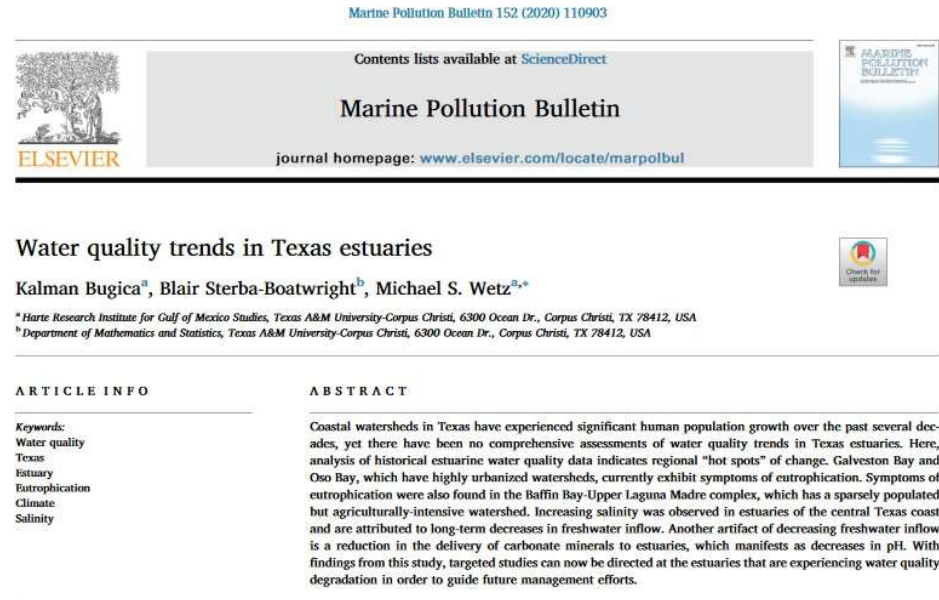 Marine Pollution Bulletin 152 (2020) 110903
Contents lists available at ScienceDirect
Marine Pollution Bulletin
journal homepage: www.elsevier.com/locate/marpolbul
ELSEVIER
MARINE
POLLUTION
BULLETIN
Water quality trends in Texas estuaries
Check for
updates
Kalman Bugicaᵃ, Blair Sterba-Boatwrightᵇ, Michael S. Wetzᵃ,*
ᵃ Harte Research Institute for Gulf of Mexico Studies, Texas A&M University-Corpus Christi, 6300 Ocean Dr., Corpus Christi, TX 78412, USA
ᵇ Department of Mathematics and Statistics, Texas A&M University-Corpus Christi, 6300 Ocean Dr., Corpus Christi, TX 78412, USA
ARTICLE INFO
Keywords:
Water quality
Texas
Estuary
Eutrophication
Climate
Salinity
ABSTRACT
Coastal watersheds in Texas have experienced significant human population growth over the past several dec-
ades, yet there have been no comprehensive assessments of water quality trends in Texas estuaries. Here,
analysis of historical estuarine water quality data indicates regional “hot spots” of change. Galveston Bay and
Oso Bay, which have highly urbanized watersheds, currently exhibit symptoms of eutrophication. Symptoms of
eutrophication were also found in the Baffin Bay-Upper Laguna Madre complex, which has a sparsely populated
but agriculturally-intensive watershed. Increasing salinity was observed in estuaries of the central Texas coast
and are attributed to long-term decreases in freshwater inflow. Another artifact of decreasing freshwater inflow
is a reduction in the delivery of carbonate minerals to estuaries, which manifests as decreases in pH. With
findings from this study, targeted studies can now be directed at the estuaries that are experiencing water quality
degradation in order to guide future management efforts.